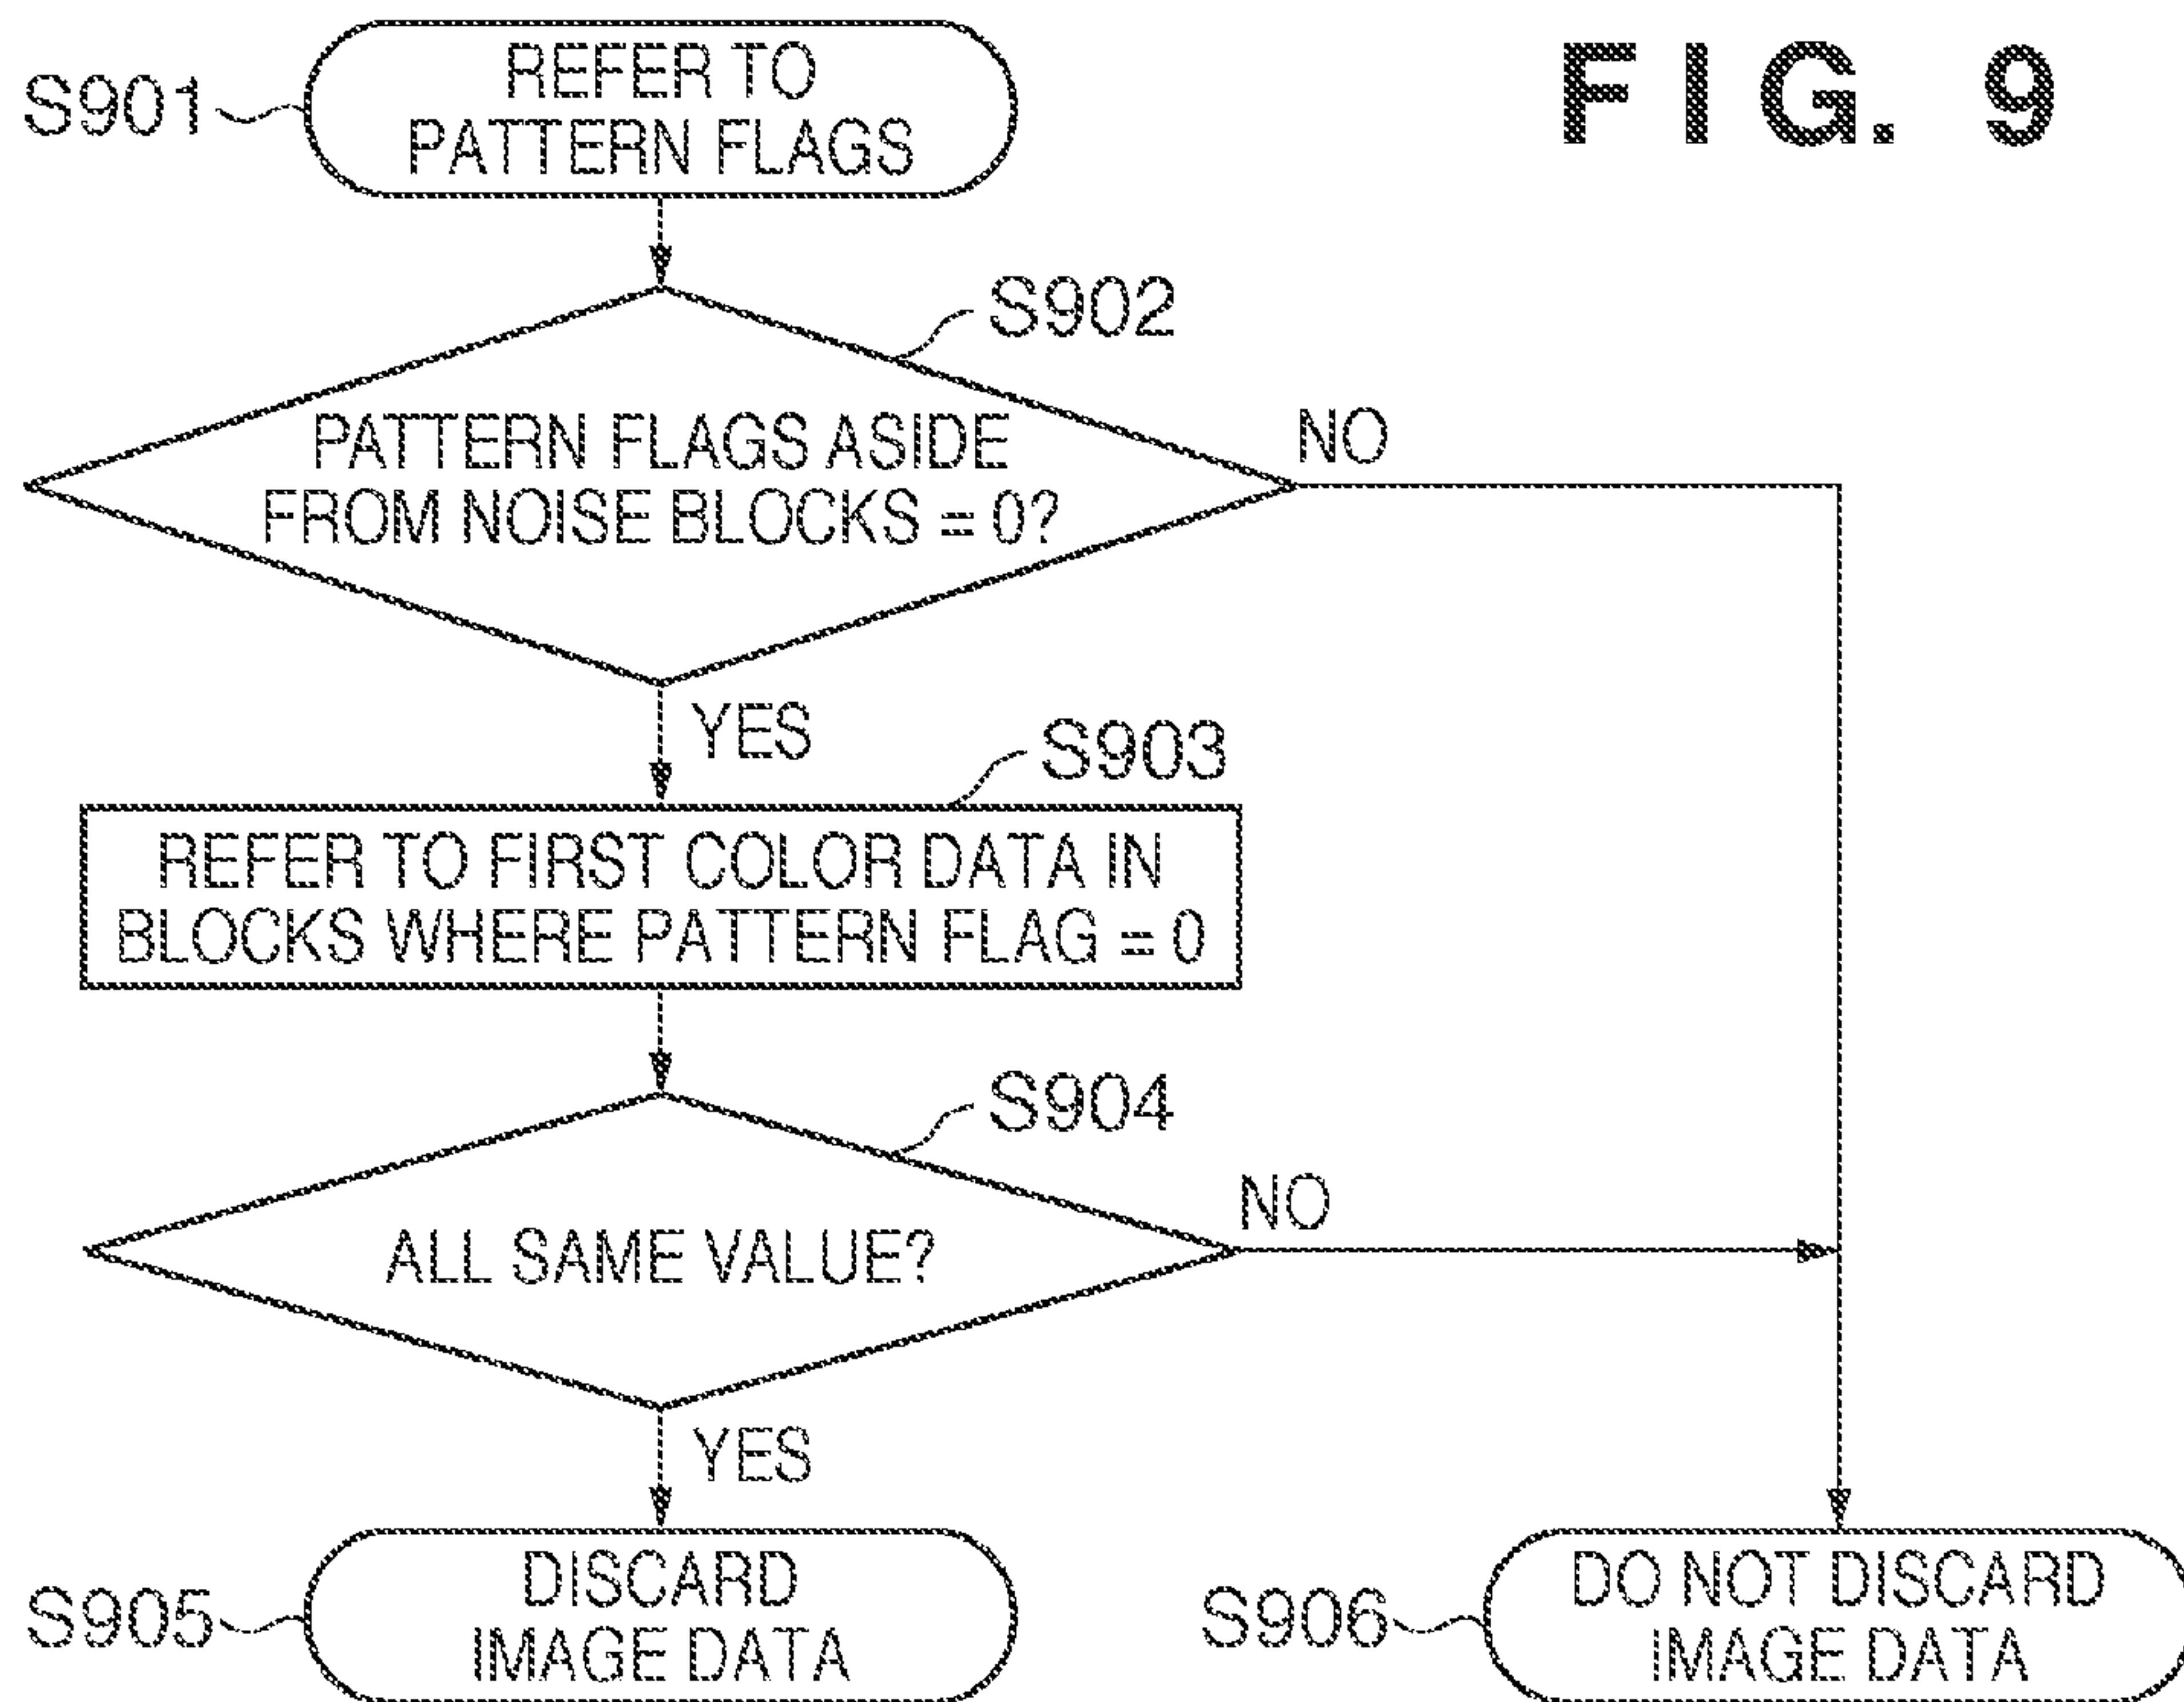 FIG. 9
S901
REFER TO
PATTERN FLAGS
S902
PATTERN FLAGS ASIDE
FROM NOISE BLOCKS = 0?
NO
YES
S903
REFER TO FIRST COLOR DATA IN
BLOCKS WHERE PATTERN FLAG = 0
S904
ALL SAME VALUE?
NO
YES
S905
DISCARD
IMAGE DATA
S906
DO NOT DISCARD
IMAGE DATA